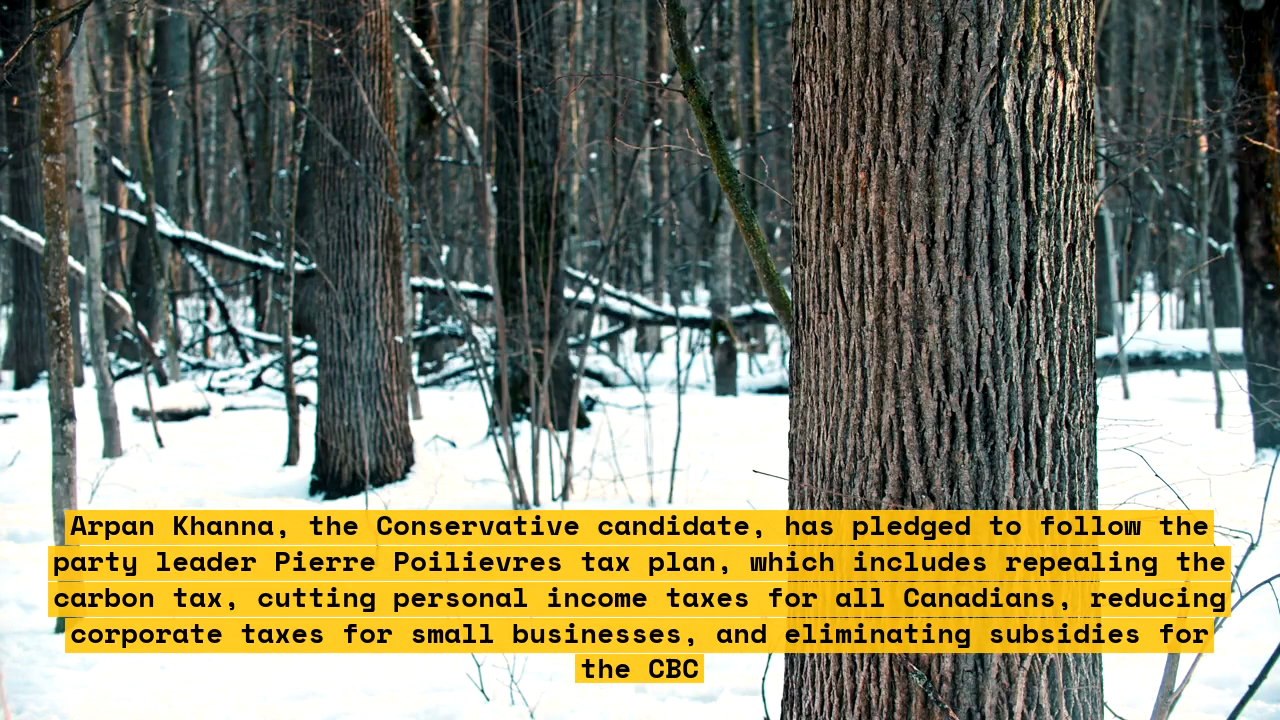 Arpan Khanna, the Conservative candidate, has pledged to follow the
party leader Pierre Poilievres tax plan, which includes repealing the
carbon tax, cutting personal income taxes for all Canadians, reducing
corporate taxes for small businesses, and eliminating subsidies for
the CBC